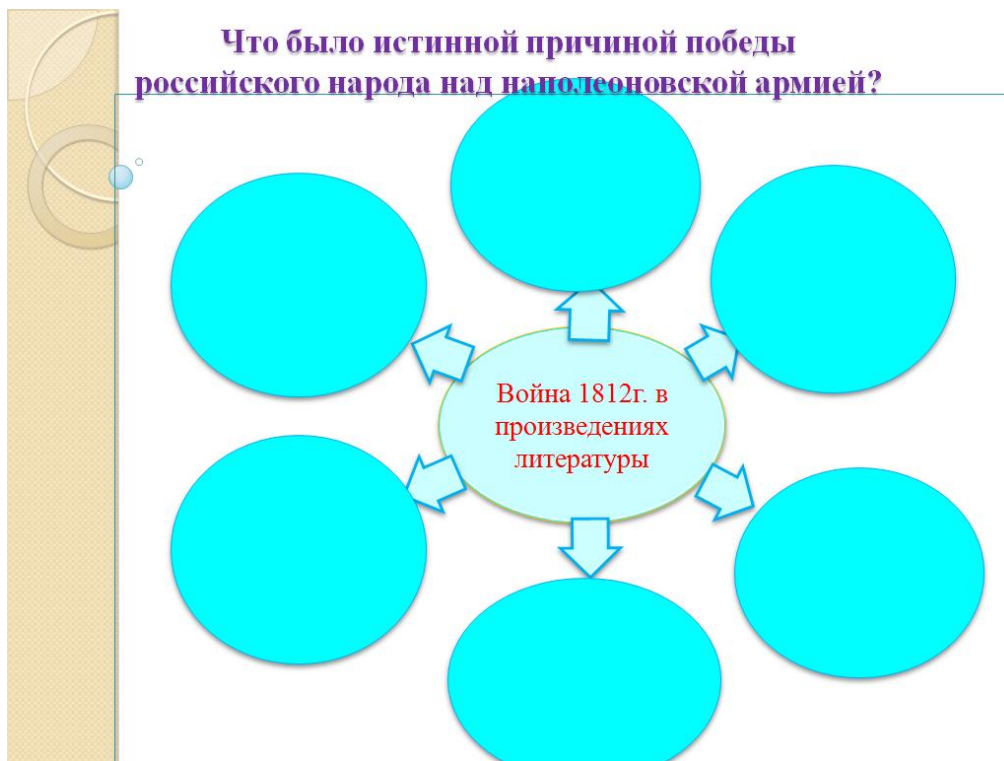 Что было истинной причиной победы
российского народа над наполеоновской армией?
Война 1812г. в
произведениях
литературы